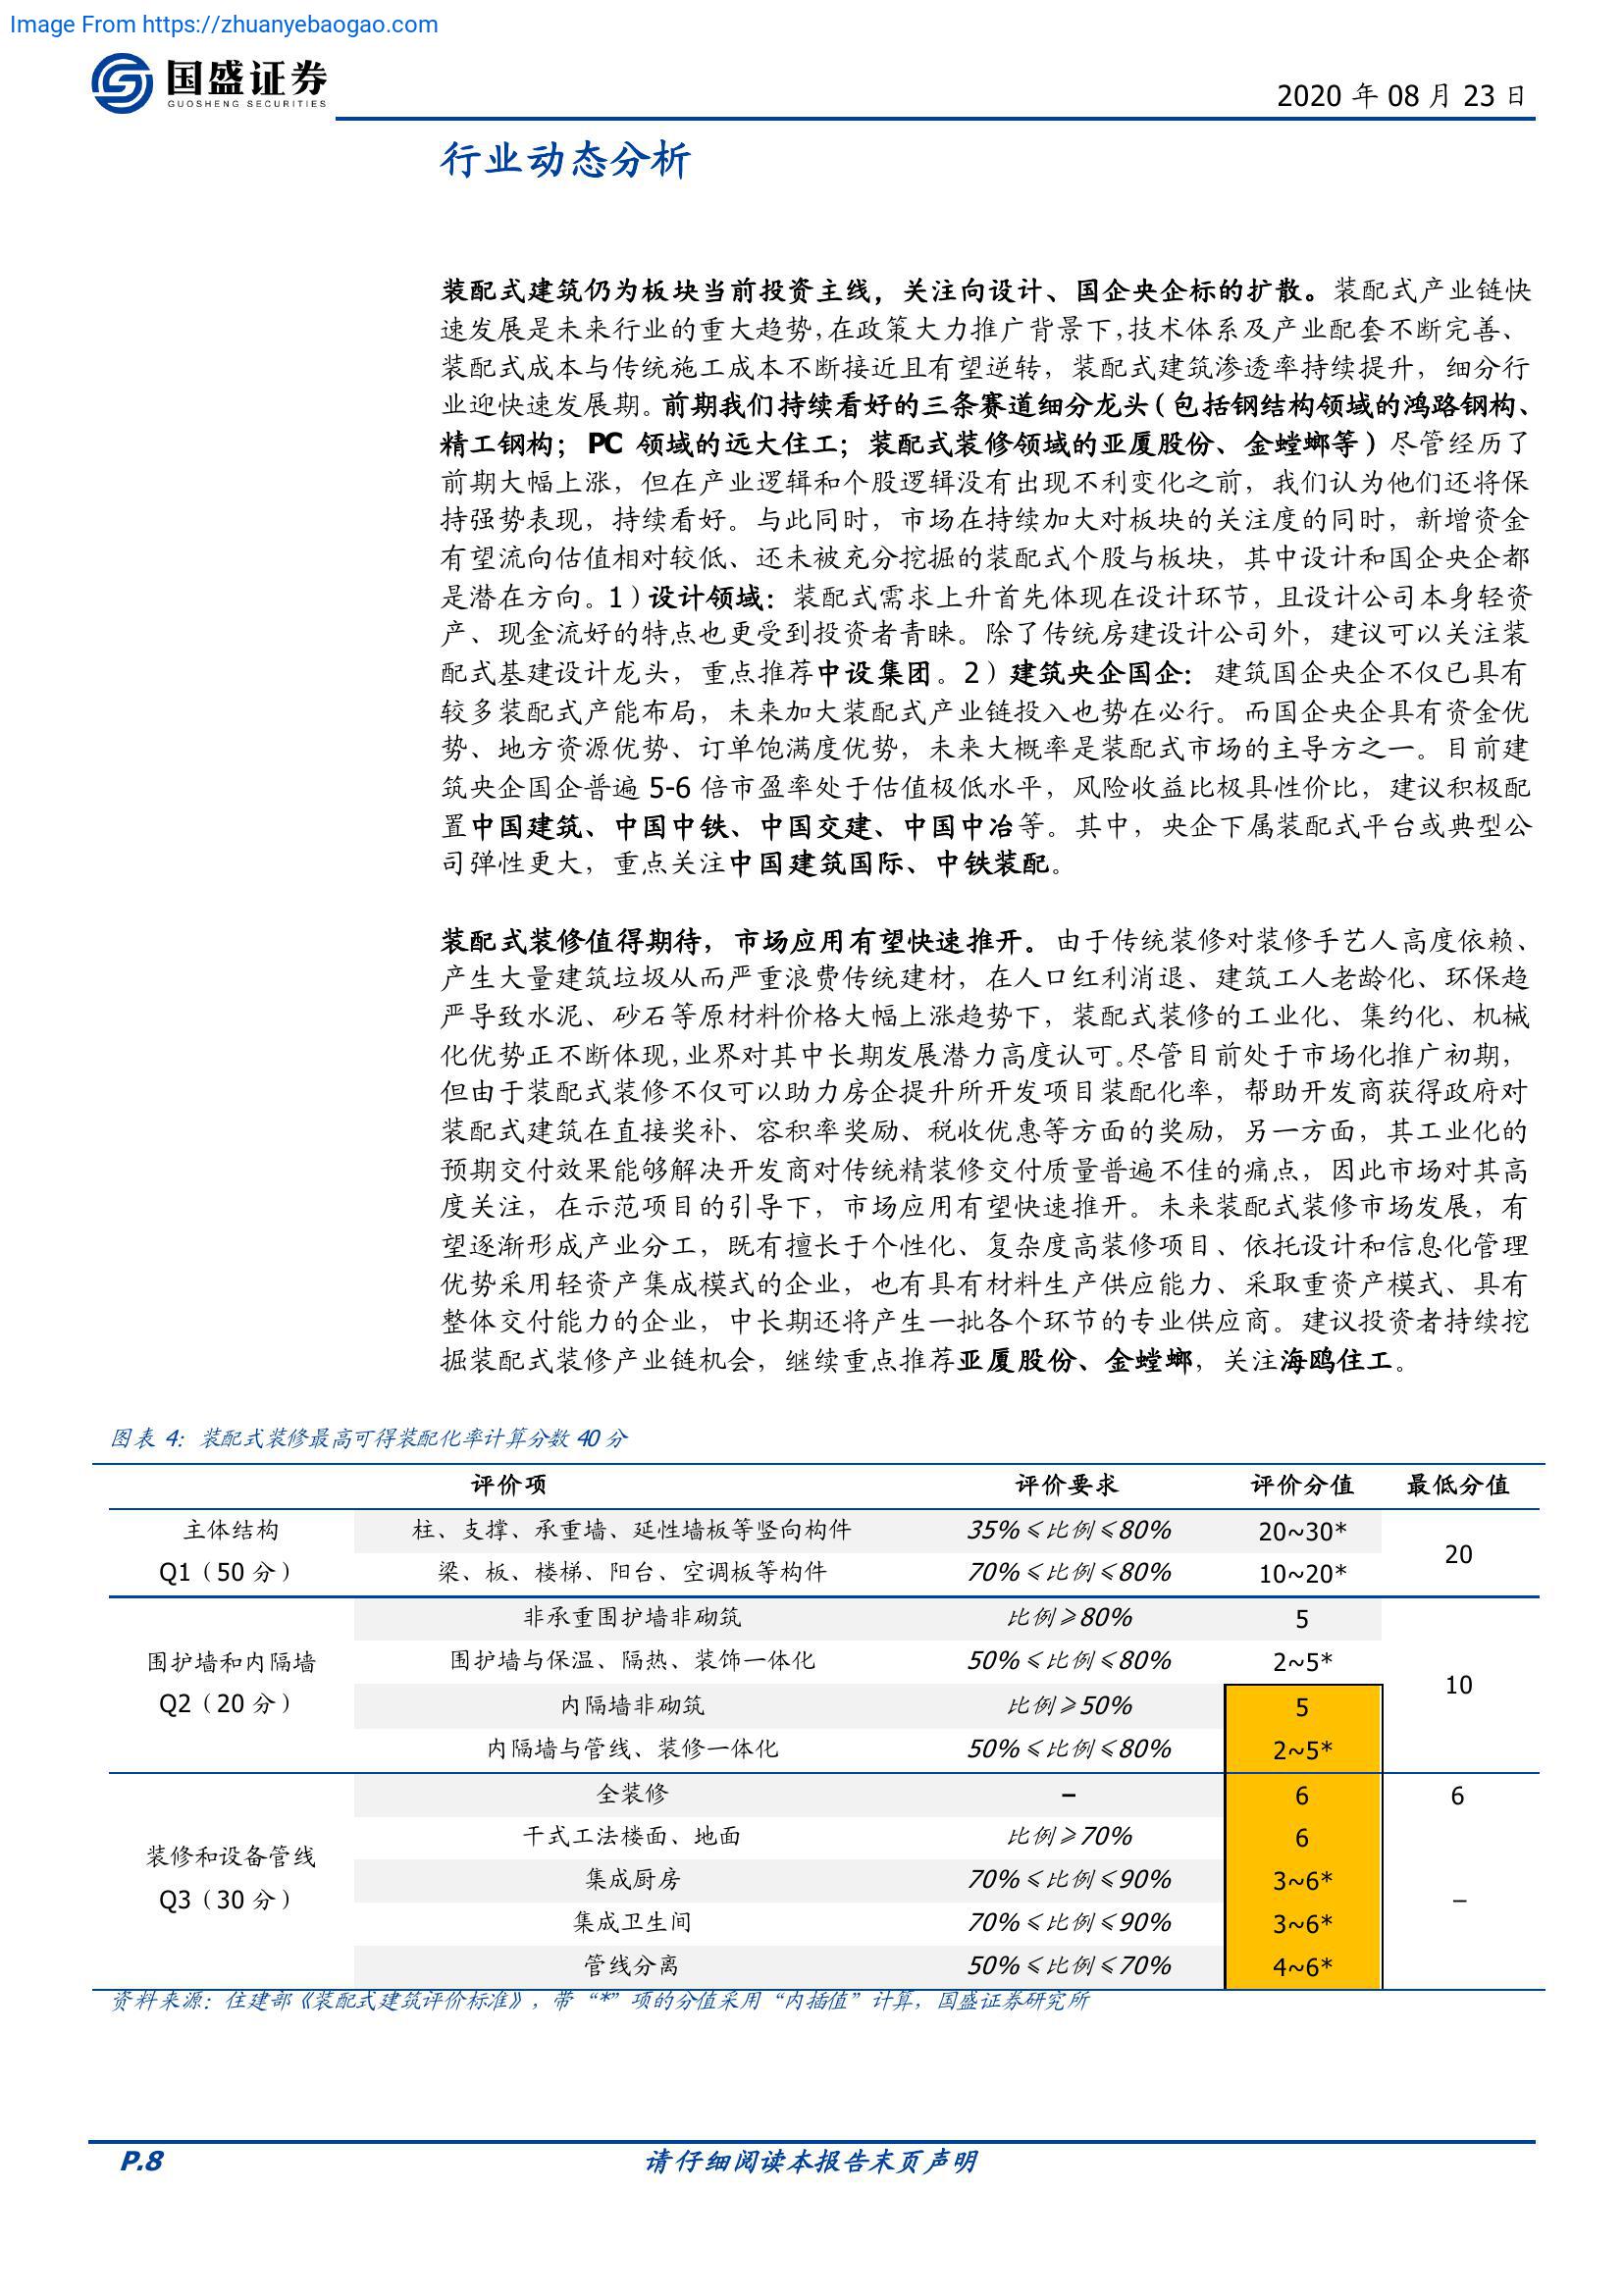 Image From https://zhuanyebaogao.com
国盛证券
GUOSHENG SECURITIES
2020 年 08 月 23 日
行业动态分析
装配式建筑仍为板块当前投资主线，关注向设计、国企央企标的扩散。装配式产业链快
速发展是未来行业的重大趋势，在政策大力推广背景下，技术体系及产业配套不断完善、
装配式成本与传统施工成本不断接近且有望逆转，装配式建筑渗透率持续提升，细分行
业迎快速发展期。前期我们持续看好的三条赛道细分龙头（包括钢结构领域的鸿路钢构、
精工钢构；PC 领域的远大住工；装配式装修领域的亚厦股份、金螳螂等）尽管经历了
前期大幅上涨，但在产业逻辑和个股逻辑没有出现不利变化之前，我们认为他们还将保
持强势表现，持续看好。与此同时，市场在持续加大对板块的关注度的同时，新增资金
有望流向估值相对较低、还未被充分挖掘的装配式个股与板块，其中设计和国企央企都
是潜在方向。1）设计领域：装配式需求上升首先体现在设计环节，且设计公司本身轻资
产、现金流好的特点也更受到投资者青睐。除了传统房建设计公司外，建议可以关注装
配式基建设计龙头，重点推荐中设集团。2）建筑央企国企：建筑国企央企不仅已具有
较多装配式产能布局，未来加大装配式产业链投入也势在必行。而国企央企具有资金优
势、地方资源优势、订单饱满度优势，未来大概率是装配式市场的主导方之一。目前建
筑央企国企普遍 5-6 倍市盈率处于估值极低水平，风险收益比极具性价比，建议积极配
置中国建筑、中国中铁、中国交建、中国中冶等。其中，央企下属装配式平台或典型公
司弹性更大，重点关注中国建筑国际、中铁装配。
装配式装修值得期待，市场应用有望快速推开。由于传统装修对装修手艺人高度依赖、
产生大量建筑垃圾从而严重浪费传统建材，在人口红利消退、建筑工人老龄化、环保趋
严导致水泥、砂石等原材料价格大幅上涨趋势下，装配式装修的工业化、集约化、机械
化优势正不断体现，业界对其中长期发展潜力高度认可。尽管目前处于市场化推广初期，
但由于装配式装修不仅可以助力房企提升所开发项目装配化率，帮助开发商获得政府对
装配式建筑在直接奖补、容积率奖励、税收优惠等方面的奖励，另一方面，其工业化的
预期交付效果能够解决开发商对传统精装修交付质量普遍不佳的痛点，因此市场对其高
度关注，在示范项目的引导下，市场应用有望快速推开。未来装配式装修市场发展，有
望逐渐形成产业分工，既有擅长于个性化、复杂度高装修项目、依托设计和信息化管理
优势采用轻资产集成模式的企业，也有具有材料生产供应能力、采取重资产模式、具有
整体交付能力的企业，中长期还将产生一批各个环节的专业供应商。建议投资者持续挖
掘装配式装修产业链机会，继续重点推荐亚厦股份、金螳螂，关注海鸥住工。
图表 4：装配式装修最高可得装配化率计算分数 40 分
评价项 评价要求 评价分值 最低分值
主体结构 柱、支撑、承重墙、延性墙板等竖向构件 35%≤比例≤80% 20~30*
20
Q1（50 分） 梁、板、楼梯、阳台、空调板等构件 70%≤比例≤80% 10~20*
非承重围护墙非砌筑 比例≥80% 5
围护墙和内隔墙 围护墙与保温、隔热、装饰一体化 50%≤比例≤80% 2~5*
10
Q2（20 分） 内隔墙非砌筑 比例≥50% 5
内隔墙与管线、装修一体化 50%≤比例≤80% 2~5*
全装修 – 6 6
干式工法楼面、地面 比例≥70% 6
装修和设备管线
集成厨房 70%≤比例≤90% 3~6*
Q3（30 分） –
集成卫生间 70%≤比例≤90% 3~6*
管线分离 50%≤比例≤70% 4~6*
资料来源：住建部《装配式建筑评价标准》，带“*”项的分值采用“内插值”计算，国盛证券研究所
P.8 请仔细阅读本报告末页声明